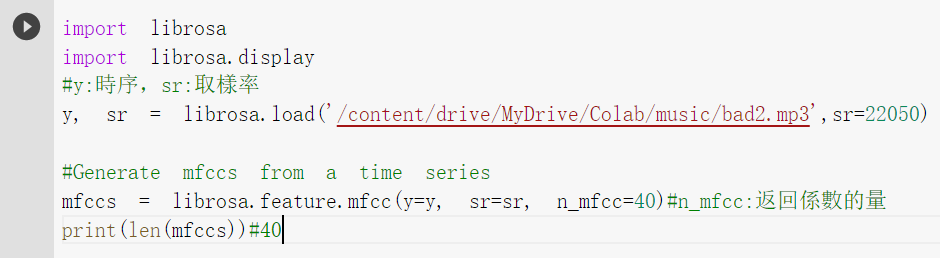 import librosa
import librosa.display
#y:時序，sr:取樣率
y, sr = librosa.load('/content/drive/MyDrive/Colab/music/bad2.mp3',sr=22050)
#Generate mfccs from a time series
mfccs = librosa.feature.mfcc(y=y, sr=sr, n_mfcc=40)#n_mfcc:返回係數的量
print(len(mfccs))#40